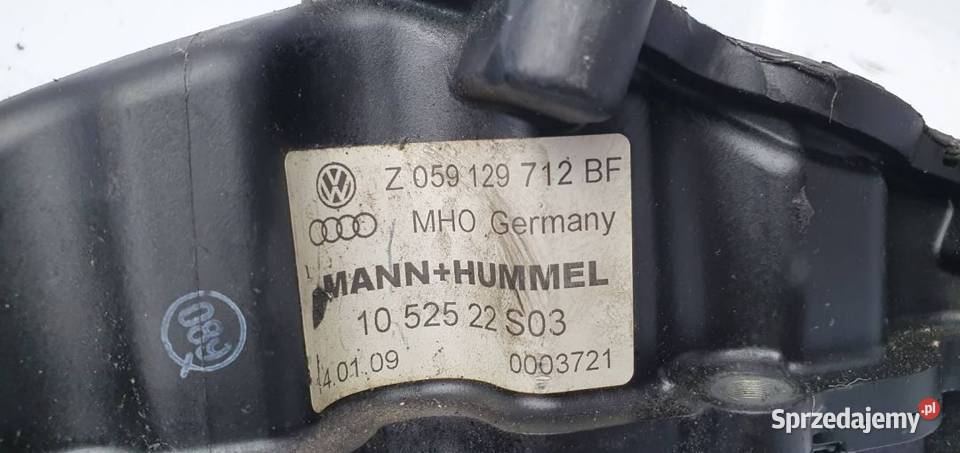 Z 059 129 712 BF
MHO Germany
MANN+HUMMEL
10 525 22 S03
4.01.09 0003721
Sprzedajemy.pl